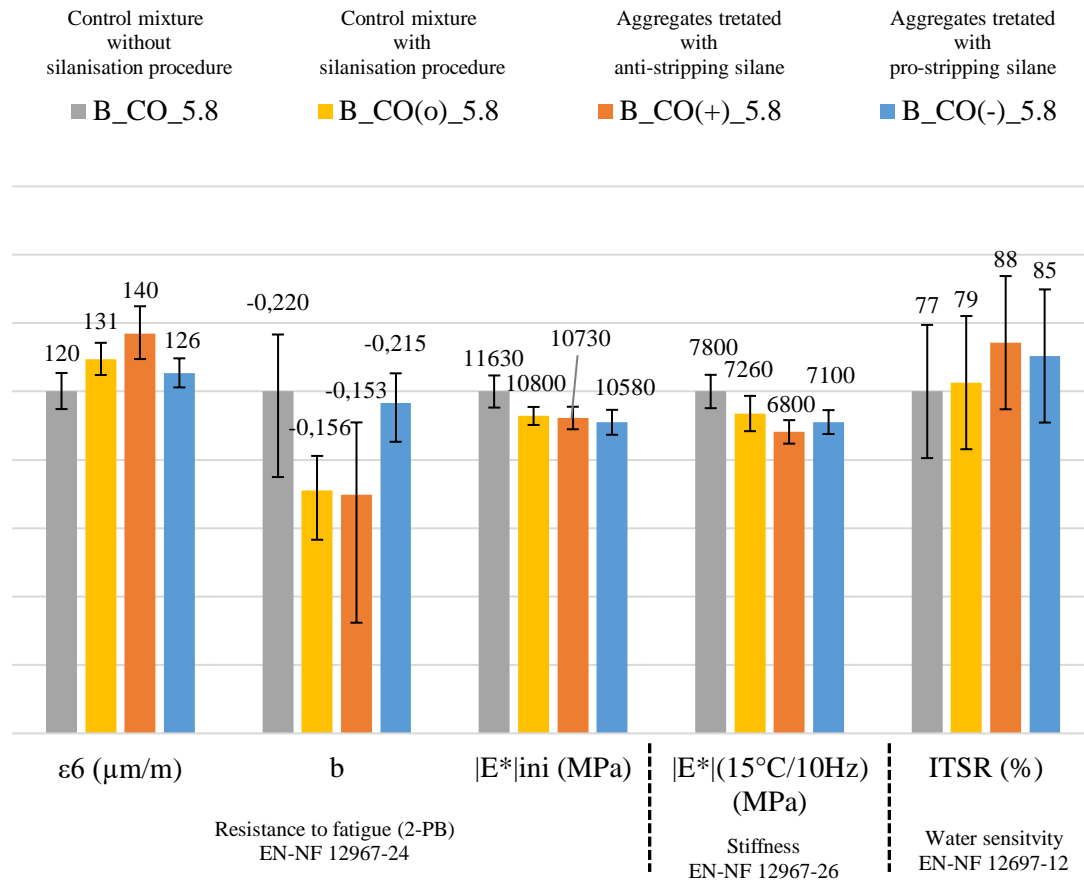 Control mixture
without
silanisation procedure
Control mixture
with
silanisation procedure
Aggregates tretated
with
anti-stripping silane
Aggregates tretated
with
pro-stripping silane
B_CO_5.8
B_CO(o)_5.8
B_CO(+)_5.8
B_CO(-)_5.8
120
131
140
126
-0,220
-0,156
-0,153
-0,215
11630
10800
10730
10580
7800
7260
6800
7100
77
79
88
85
ε6 (µm/m)
b
|E*|ini (MPa)
|E*|(15°C/10Hz)
(MPa)
ITSR (%)
Resistance to fatigue (2-PB)
EN-NF 12967-24
Stiffness
EN-NF 12967-26
Water sensitvity
EN-NF 12697-12